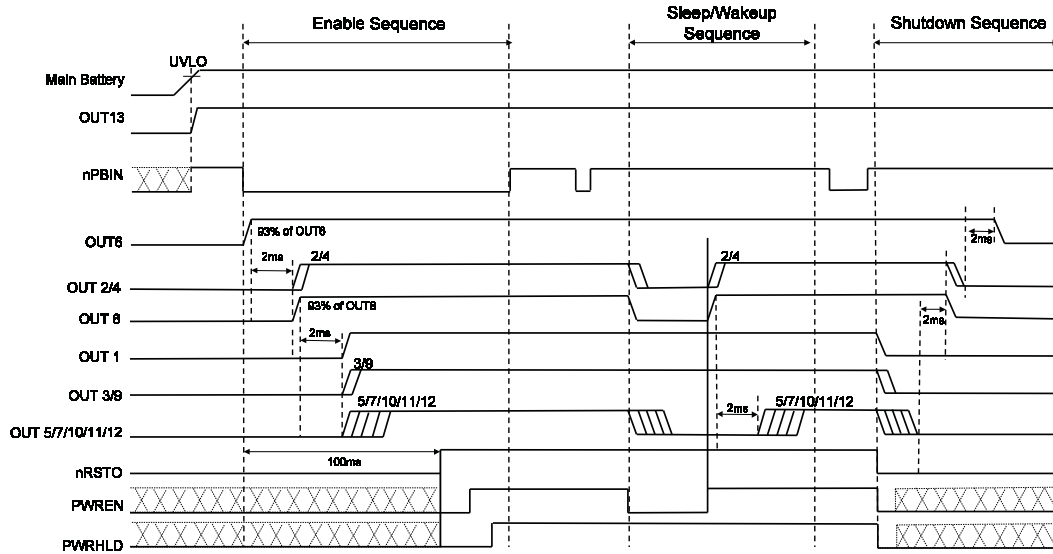 Enable Sequence
Sleep/Wakeup
Sequence
Shutdown Sequence
UVLO
Main Battery
OUT13
nPBIN
93% of OUT6
OUT6
2ms
2ms
2/4
2/4
OUT 2/4
93% of OUT8
OUT 8
2ms
2ms
OUT 1
3/9
OUT 3/9
5/7/10/11/12
2ms
5/7/10/11/12
OUT 5/7/10/11/12
100ms
nRSTO
PWREN
PWRHLD